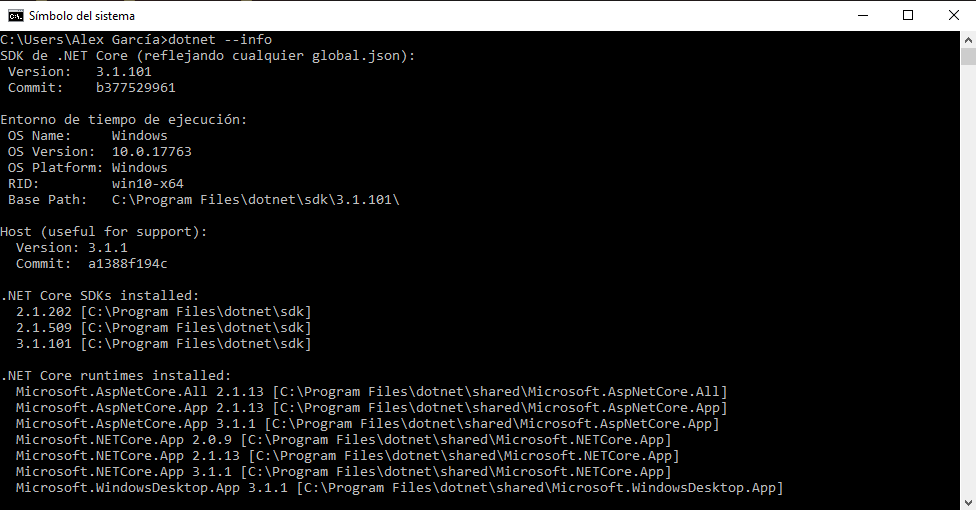 Símbolo del sistema
C:\Users\Alex García>dotnet --info
SDK de .NET Core (reflejando cualquier global.json):
Version: 3.1.101
Commit: b377529961
Entorno de tiempo de ejecución:
OS Name: Windows
OS Version: 10.0.17763
OS Platform: Windows
RID: win10-x64
Base Path: C:\Program Files\dotnet\sdk\3.1.101\
Host (useful for support):
Version: 3.1.1
Commit: a1388f194c
.NET Core SDKs installed:
2.1.202 [C:\Program Files\dotnet\sdk]
2.1.509 [C:\Program Files\dotnet\sdk]
3.1.101 [C:\Program Files\dotnet\sdk]
.NET Core runtimes installed:
Microsoft.AspNetCore.All 2.1.13 [C:\Program Files\dotnet\shared\Microsoft.AspNetCore.All]
Microsoft.AspNetCore.App 2.1.13 [C:\Program Files\dotnet\shared\Microsoft.AspNetCore.App]
Microsoft.AspNetCore.App 3.1.1 [C:\Program Files\dotnet\shared\Microsoft.AspNetCore.App]
Microsoft.NETCore.App 2.0.9 [C:\Program Files\dotnet\shared\Microsoft.NETCore.App]
Microsoft.NETCore.App 2.1.13 [C:\Program Files\dotnet\shared\Microsoft.NETCore.App]
Microsoft.NETCore.App 3.1.1 [C:\Program Files\dotnet\shared\Microsoft.NETCore.App]
Microsoft.WindowsDesktop.App 3.1.1 [C:\Program Files\dotnet\shared\Microsoft.WindowsDesktop.App]